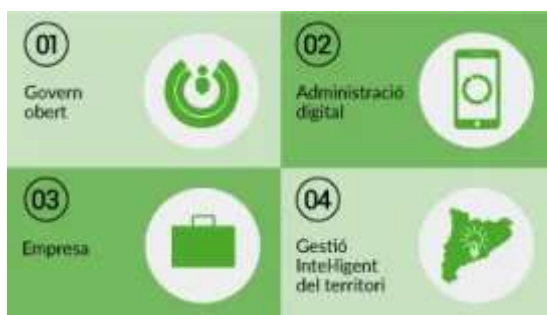 01
Govern
obert
02
Administració
digital
03
Empresa
04
Gestió
Intel·ligent
del territori